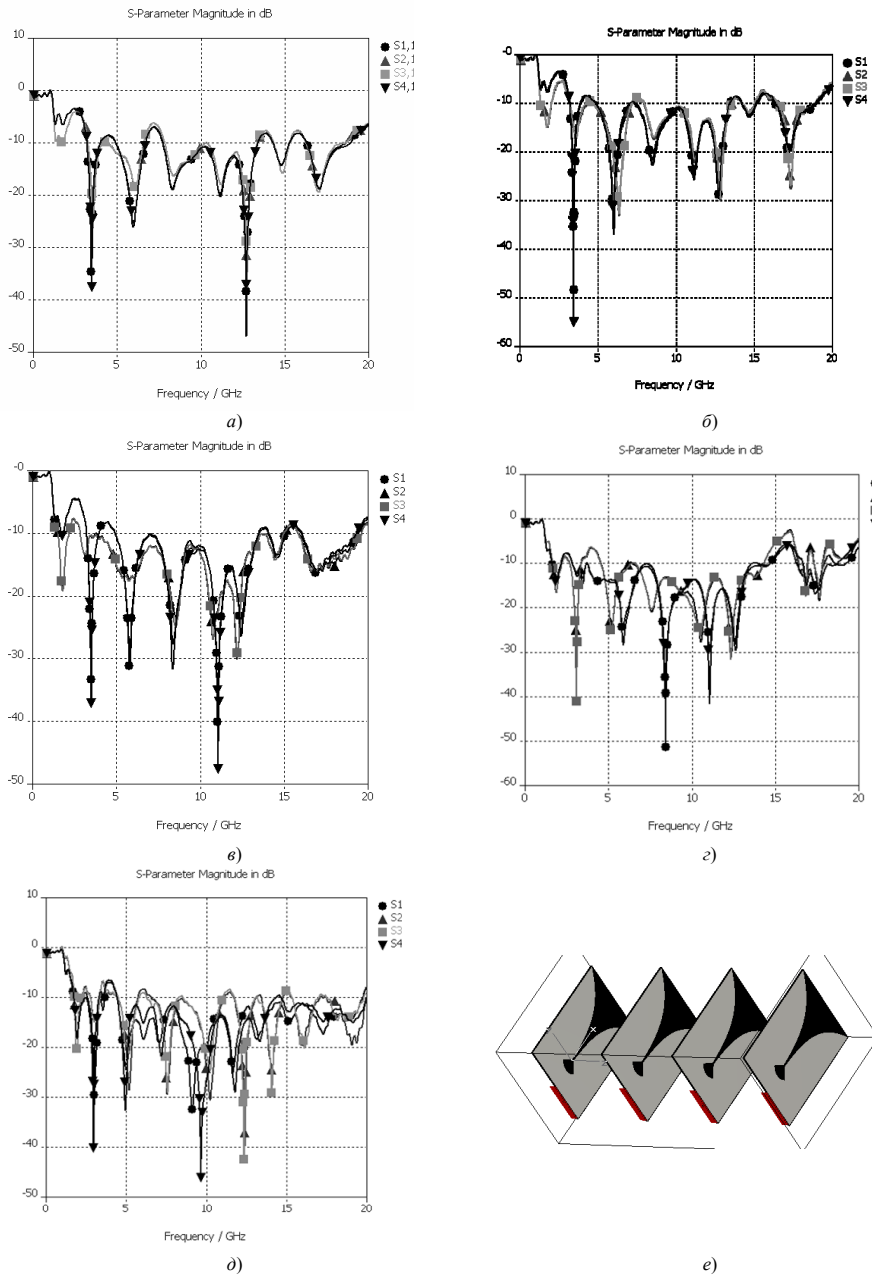 S-Parameter Magnitude in dB
10
0
-10
-20
-30
-40
-50
0
5
10
15
20
Frequency / GHz
S1,1
S2,1
S3,1
S4,1
а)
S-Parameter Magnitude in dB
-0
-10
-20
-30
-40
-50
-60
0
5
10
15
20
Frequency / GHz
S1
S2
S3
S4
б)
S-Parameter Magnitude in dB
-0
-10
-20
-30
-40
-50
0
5
10
15
20
Frequency / GHz
S1
S2
S3
S4
в)
S-Parameter Magnitude in dB
10
0
-10
-20
-30
-40
-50
-60
0
5
10
15
20
Frequency / GHz
г)
S-Parameter Magnitude in dB
10
0
-10
-20
-30
-40
-50
0
5
10
15
20
Frequency / GHz
S1
S2
S3
S4
д)
е)